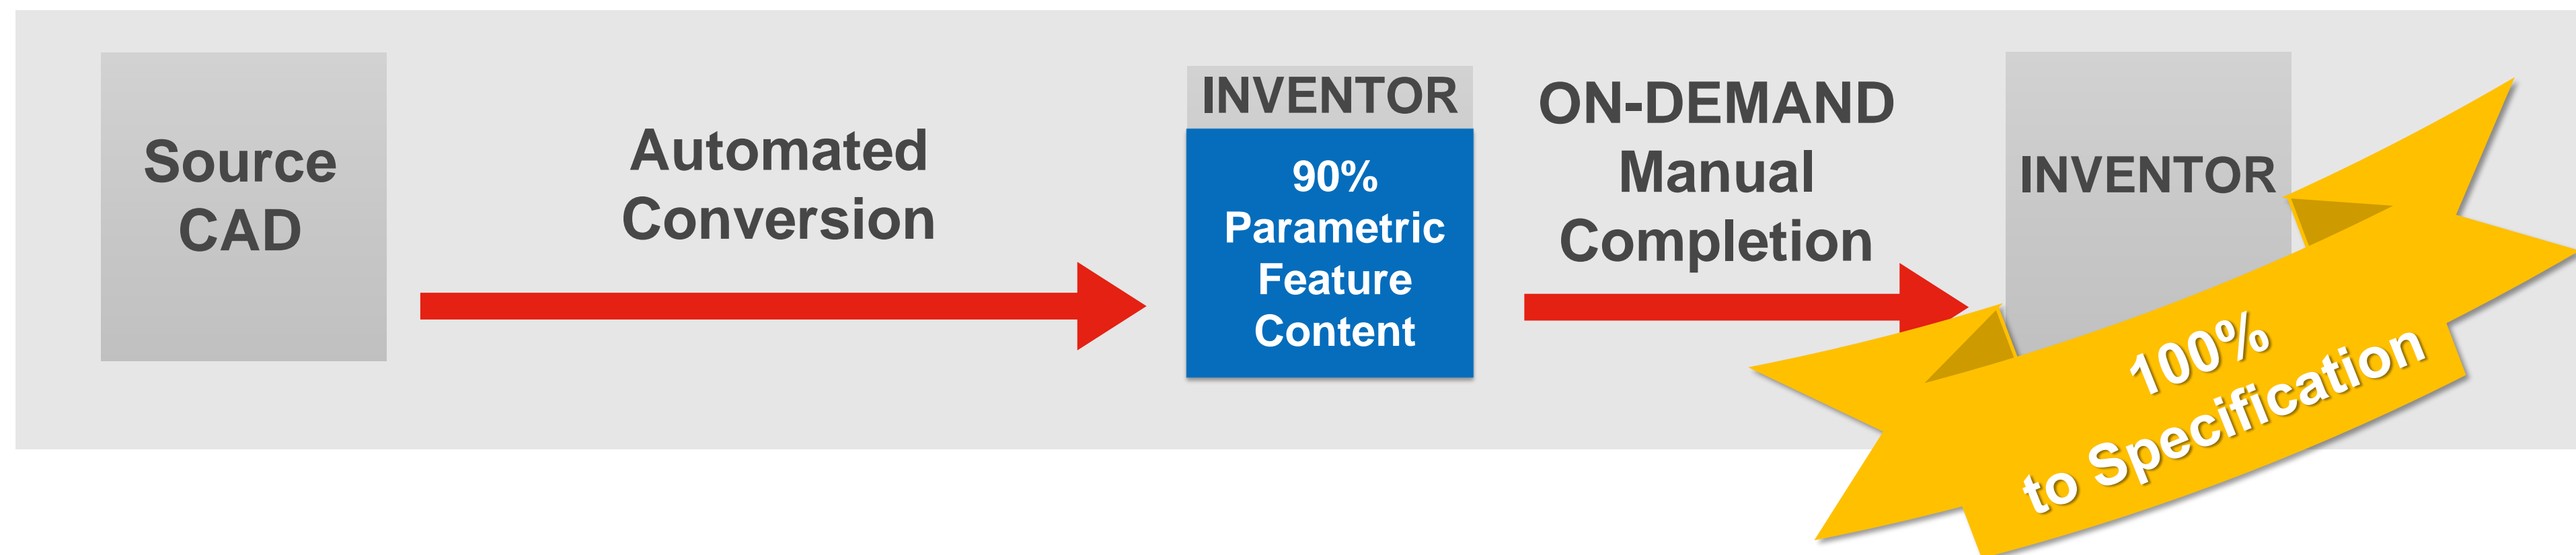 Source
CAD
Automated
Conversion
INVENTOR
90%
Parametric
Feature
Content
ON-DEMAND
Manual
Completion
INVENTOR
100%
to Specification